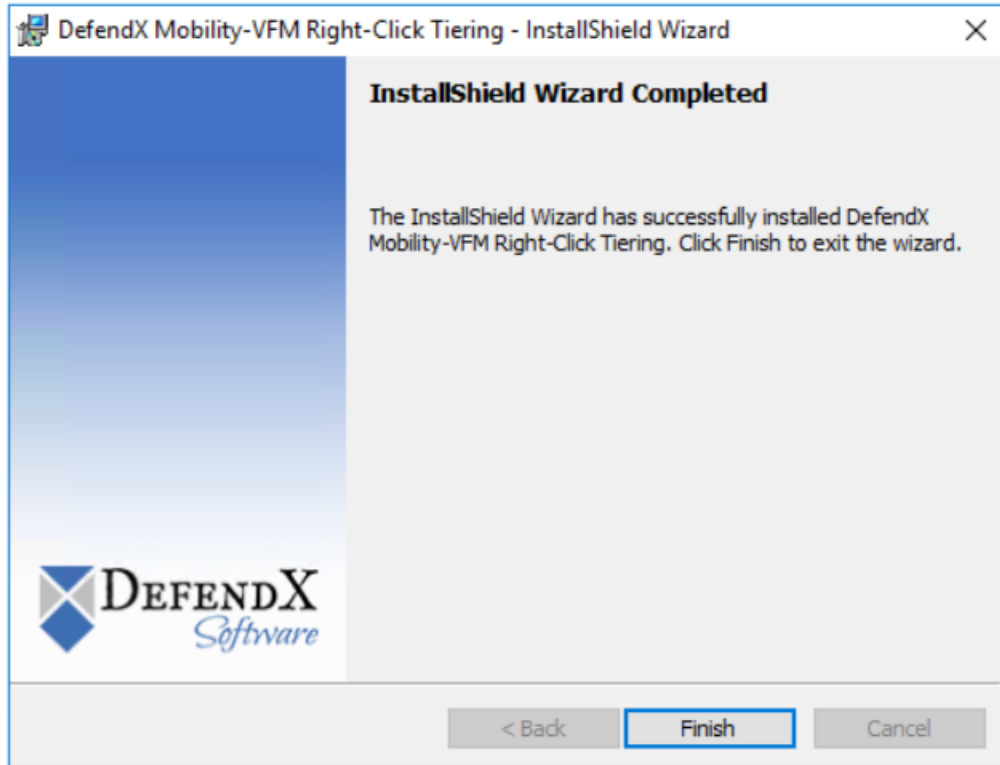 DefendX Mobility-VFM Right-Click Tiering - InstallShield Wizard
InstallShield Wizard Completed
The InstallShield Wizard has successfully installed DefendX
Mobility-VFM Right-Click Tiering. Click Finish to exit the wizard.
DEFENDX
Software
< Back
Finish
Cancel